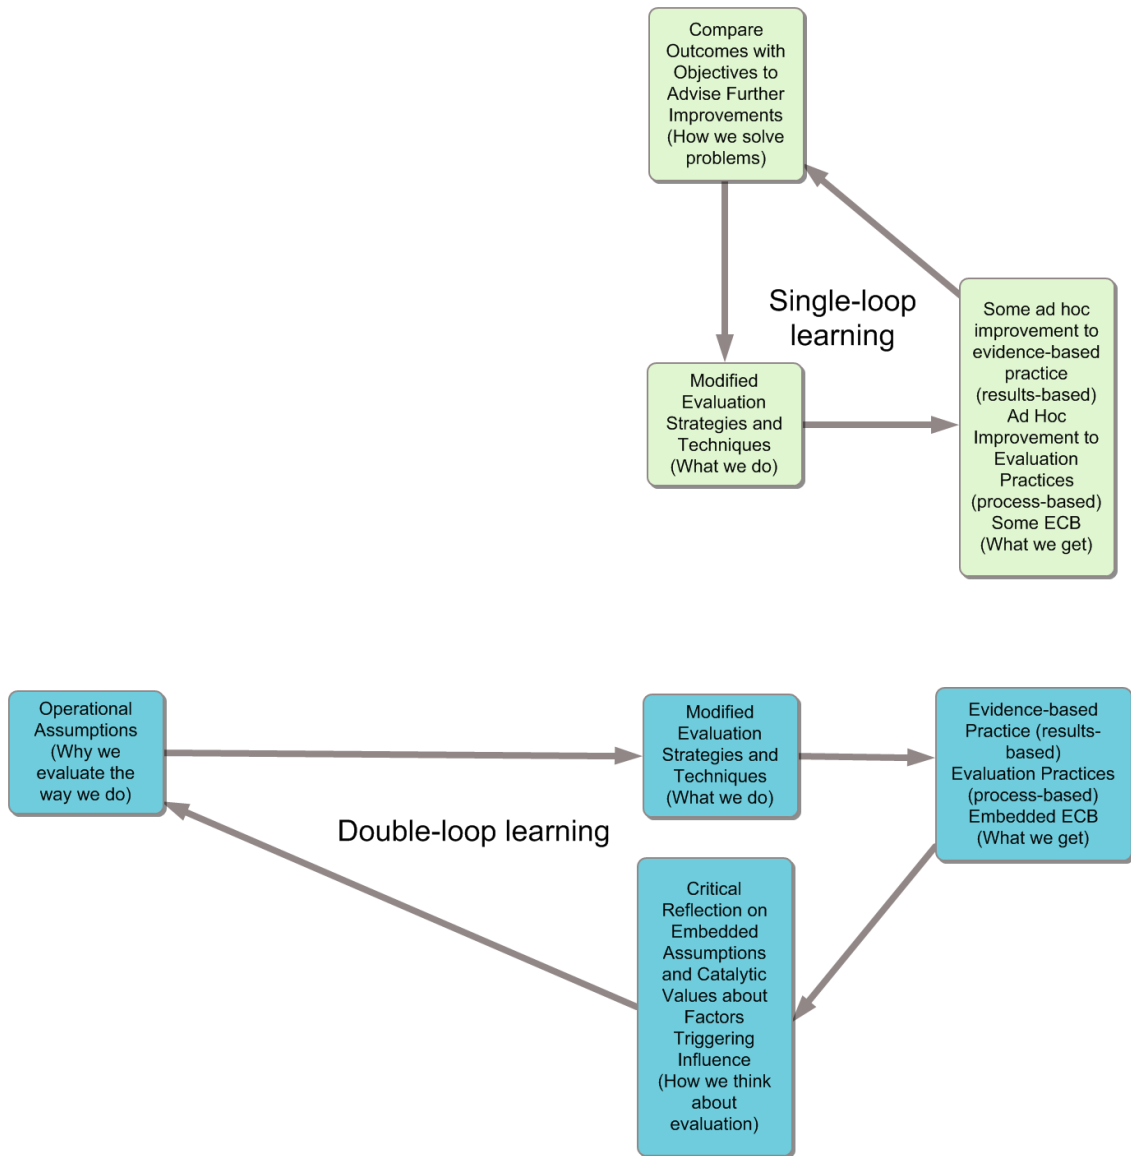 Compare
Outcomes with
Objectives to
Advise Further
Improvements
(How we solve
problems)
Single-loop
learning
Some ad hoc
improvement to
evidence-based
practice
(results-based)
Ad Hoc
Improvement to
Evaluation
Practices
(process-based)
Some ECB
(What we get)
Modified
Evaluation
Strategies and
Techniques
(What we do)
Operational
Assumptions
(Why we
evaluate the
way we do)
Modified
Evaluation
Strategies and
Techniques
(What we do)
Evidence-based
Practice (results-
based)
Evaluation Practices
(process-based)
Embedded ECB
(What we get)
Double-loop learning
Critical
Reflection on
Embedded
Assumptions
and Catalytic
Values about
Factors
Triggering
Influence
(How we think
about
evaluation)